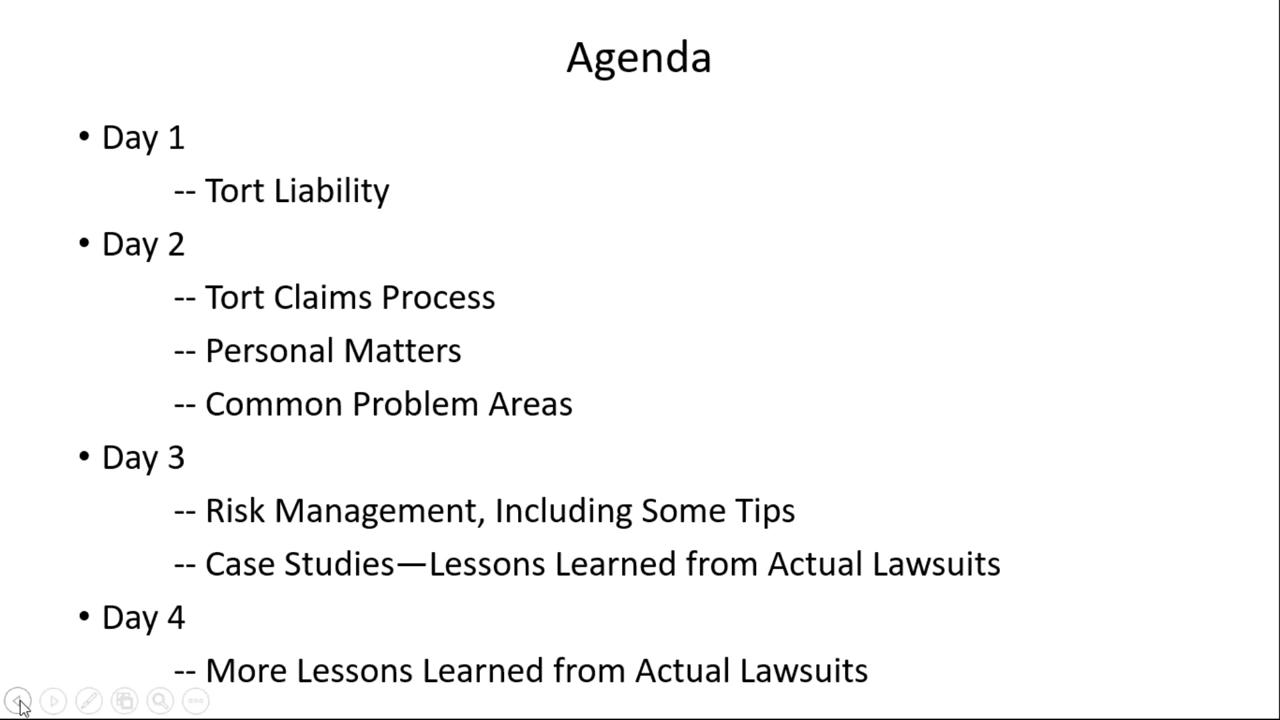 Agenda
• Day 1
-- Tort Liability
• Day 2
-- Tort Claims Process
-- Personal Matters
-- Common Problem Areas
• Day 3
-- Risk Management, Including Some Tips
-- Case Studies—Lessons Learned from Actual Lawsuits
• Day 4
-- More Lessons Learned from Actual Lawsuits